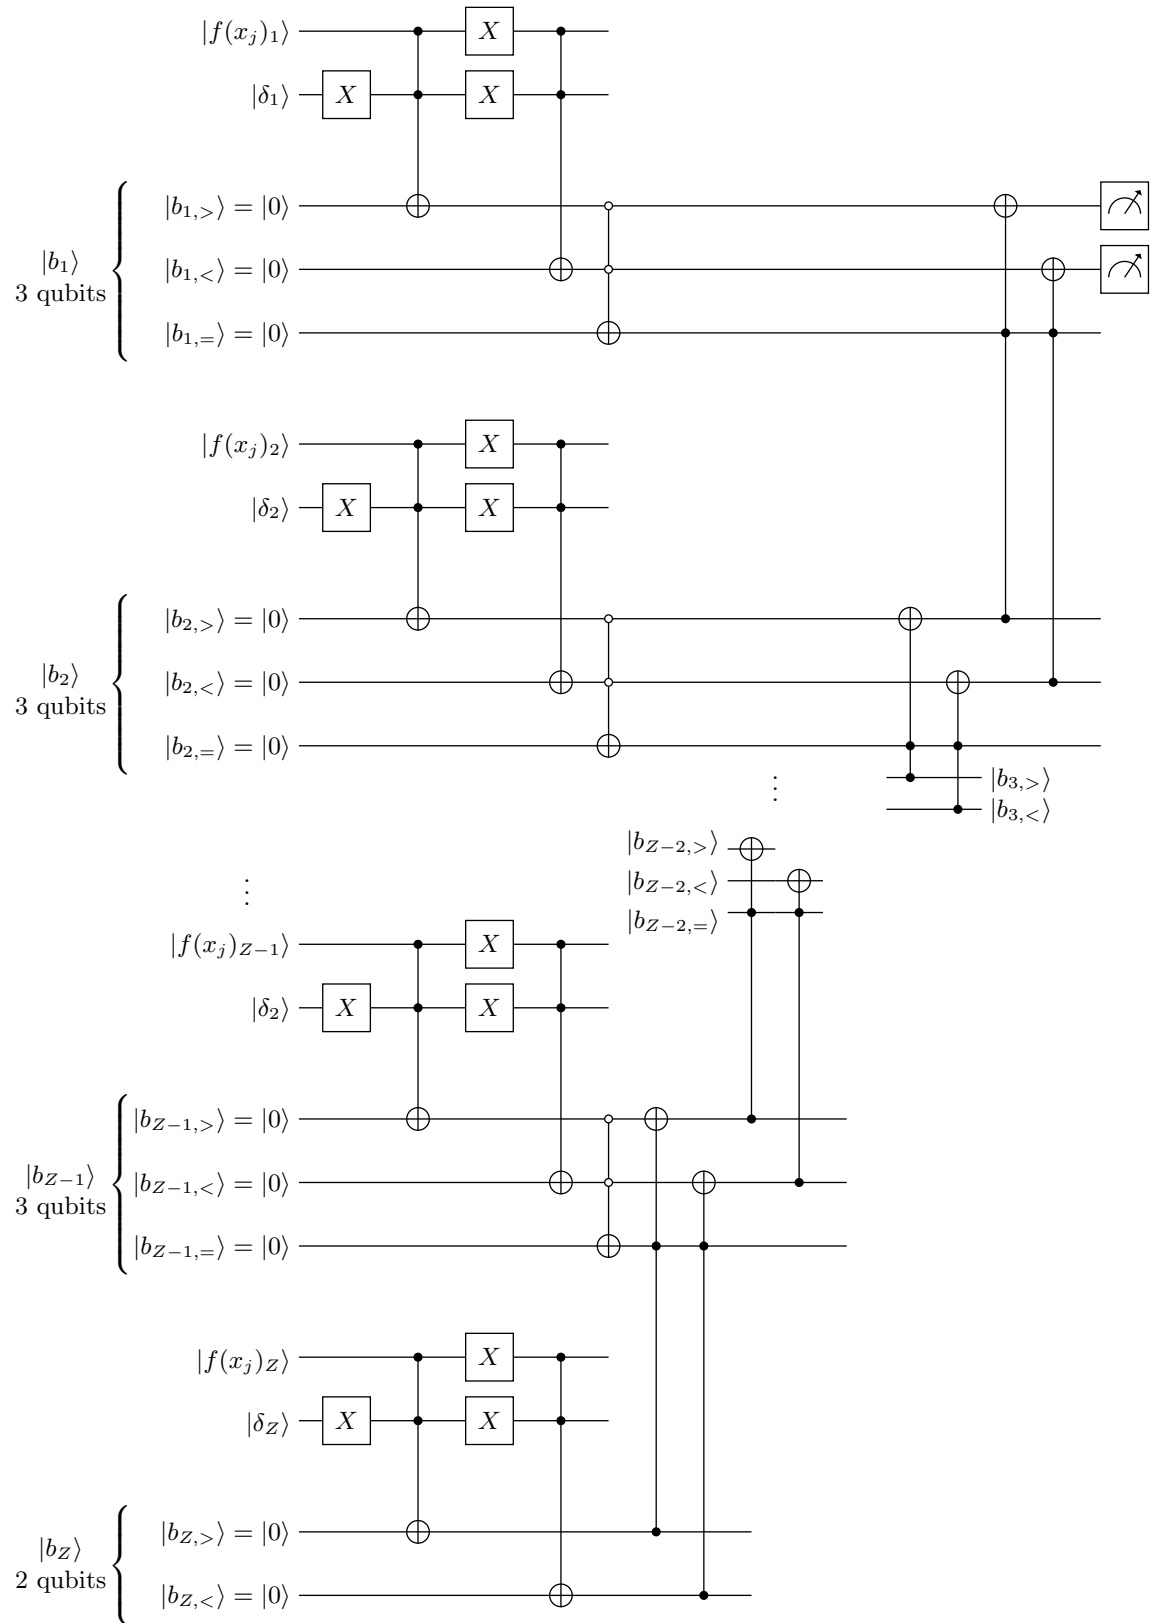 |f(x_j)_1⟩ X
|δ_1⟩ X X
|b_{1,>}⟩ = |0⟩
|b_1⟩
3 qubits
|b_{1,<}⟩ = |0⟩
|b_{1,=}⟩ = |0⟩
|f(x_j)_2⟩ X
|δ_2⟩ X X
|b_{2,>}⟩ = |0⟩
|b_2⟩
3 qubits
|b_{2,<}⟩ = |0⟩
|b_{2,=}⟩ = |0⟩
|b_{3,>}⟩
⋮
|b_{3,<}⟩
|b_{Z−2,>}⟩
|b_{Z−2,<}⟩
⋮
|b_{Z−2,=}⟩
|f(x_j)_{Z−1}⟩ X
|δ_2⟩ X X
|b_{Z−1,>}⟩ = |0⟩
|b_{Z−1}⟩
3 qubits
|b_{Z−1,<}⟩ = |0⟩
|b_{Z−1,=}⟩ = |0⟩
|f(x_j)_Z⟩ X
|δ_Z⟩ X X
|b_{Z,>}⟩ = |0⟩
|b_Z⟩
2 qubits
|b_{Z,<}⟩ = |0⟩